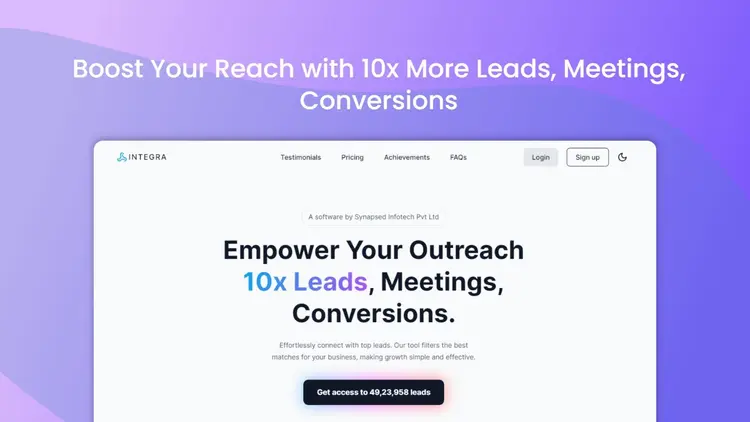 Boost Your Reach with 10x More Leads, Meetings,
Conversions
INTEGRA
Testimonials
Pricing
Achievements
FAQs
Login
Sign up
A software by Synapsed Infotech Pvt Ltd
Empower Your Outreach
10x Leads, Meetings,
Conversions.
Effortlessly connect with top leads. Our tool filters the best
matches for your business, making growth simple and effective.
Get access to 49,23,958 leads